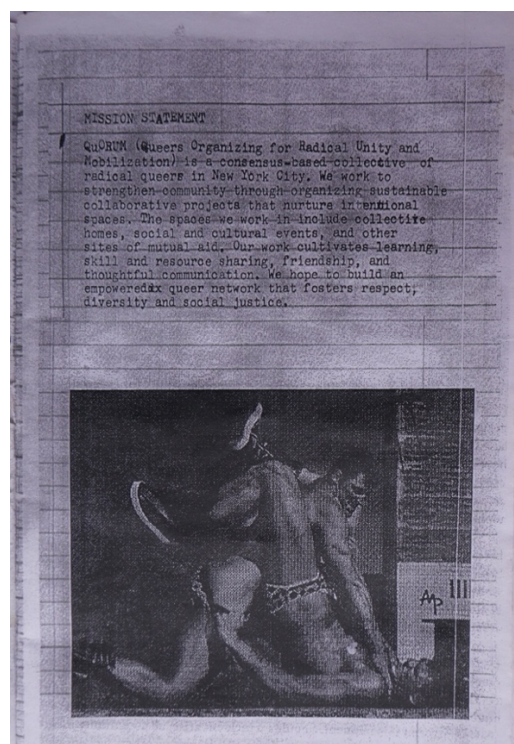 MISSION STATEMENT
QuORUM (Queers Organizing for Radical Unity and
Mobilization) is a consensus-based collective of
radical queers in New York City. We work to
strengthen community through organizing sustainable
collaborative projects that nurture intentional
spaces. The spaces we work in include collective
homes, social and cultural events, and other
sites of mutual aid. Our work cultivates learning,
skill and resource sharing, friendship, and
thoughtful communication. We hope to build an
empoweredix queer network that fosters respect,
diversity and social justice.
AMP